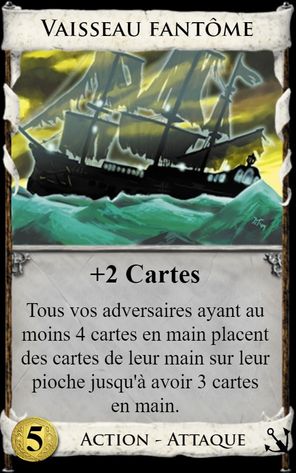 Vaisseau fantôme
+2 Cartes
Tous vos adversaires ayant au
moins 4 cartes en main placent
des cartes de leur main sur leur
pioche jusqu'à avoir 3 cartes
en main.
5 Action - Attaque